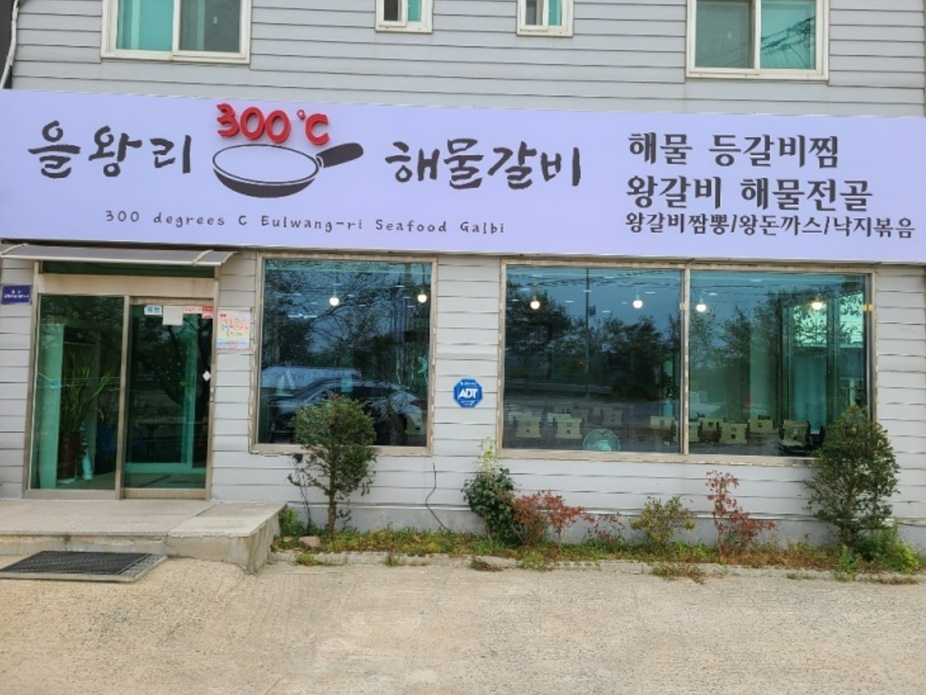 을왕리 300°C 해물갈비
300 degrees C Eulwang-ri Seafood Galbi
해물 등갈비찜
왕갈비 해물전골
왕갈비짬뽕/왕돈까스/낙지볶음
ADT